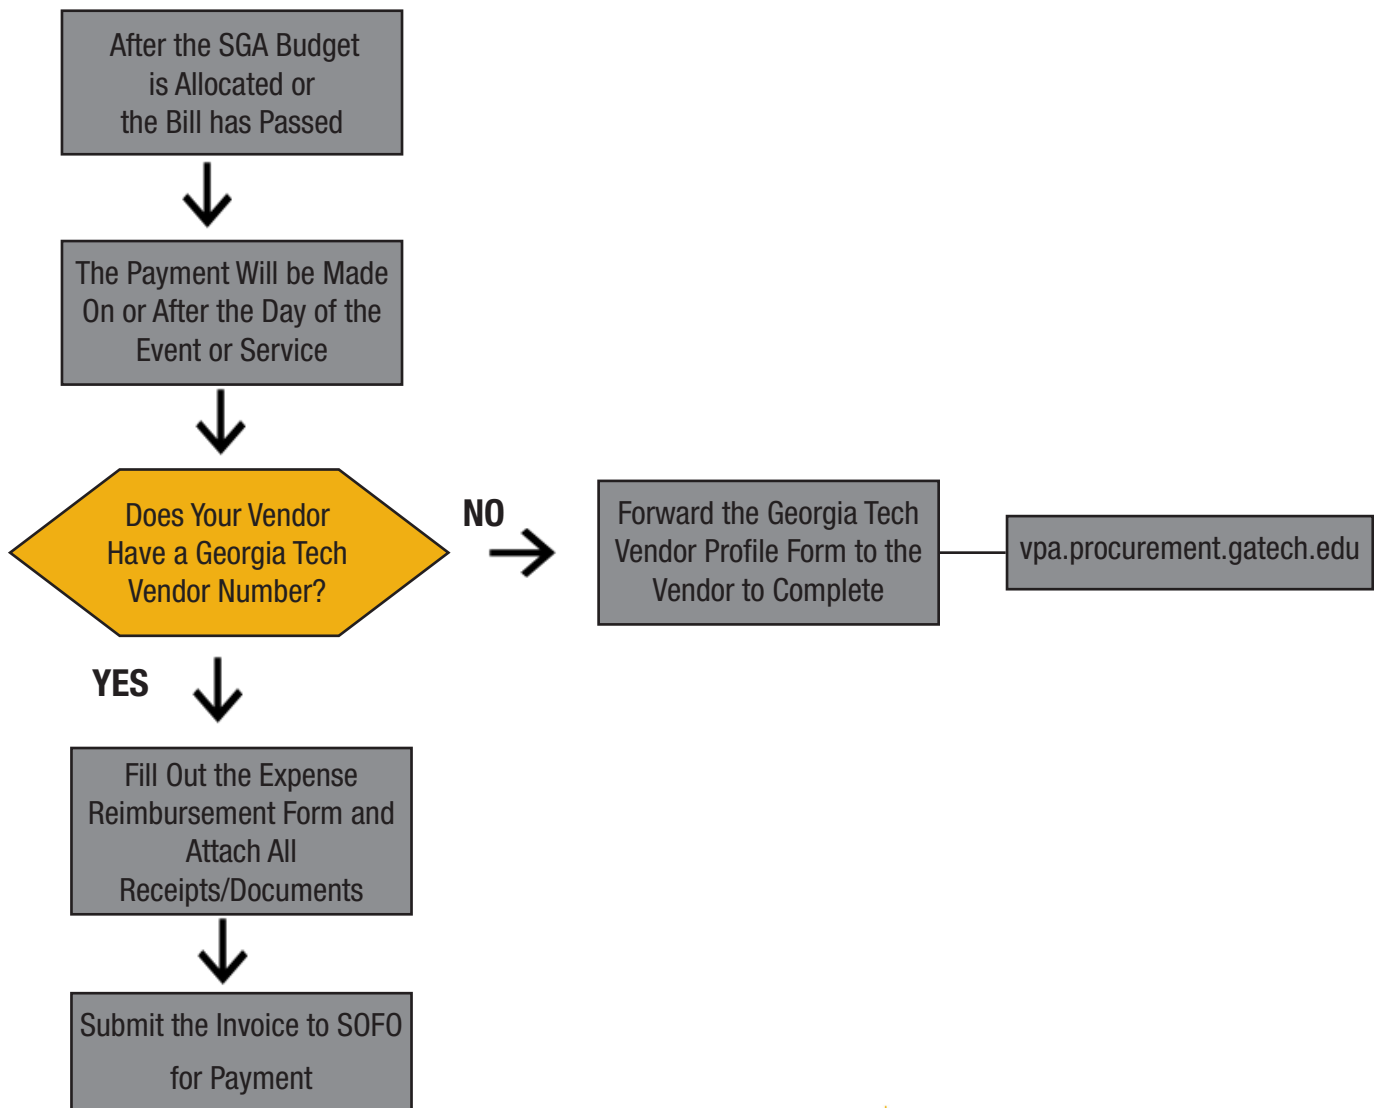 After the SGA Budget
is Allocated or
the Bill has Passed
The Payment Will be Made
On or After the Day of the
Event or Service
Does Your Vendor
Have a Georgia Tech
Vendor Number?
NO
Forward the Georgia Tech
Vendor Profile Form to the
Vendor to Complete
vpa.procurement.gatech.edu
YES
Fill Out the Expense
Reimbursement Form and
Attach All
Receipts/Documents
Submit the Invoice to SOFO
for Payment